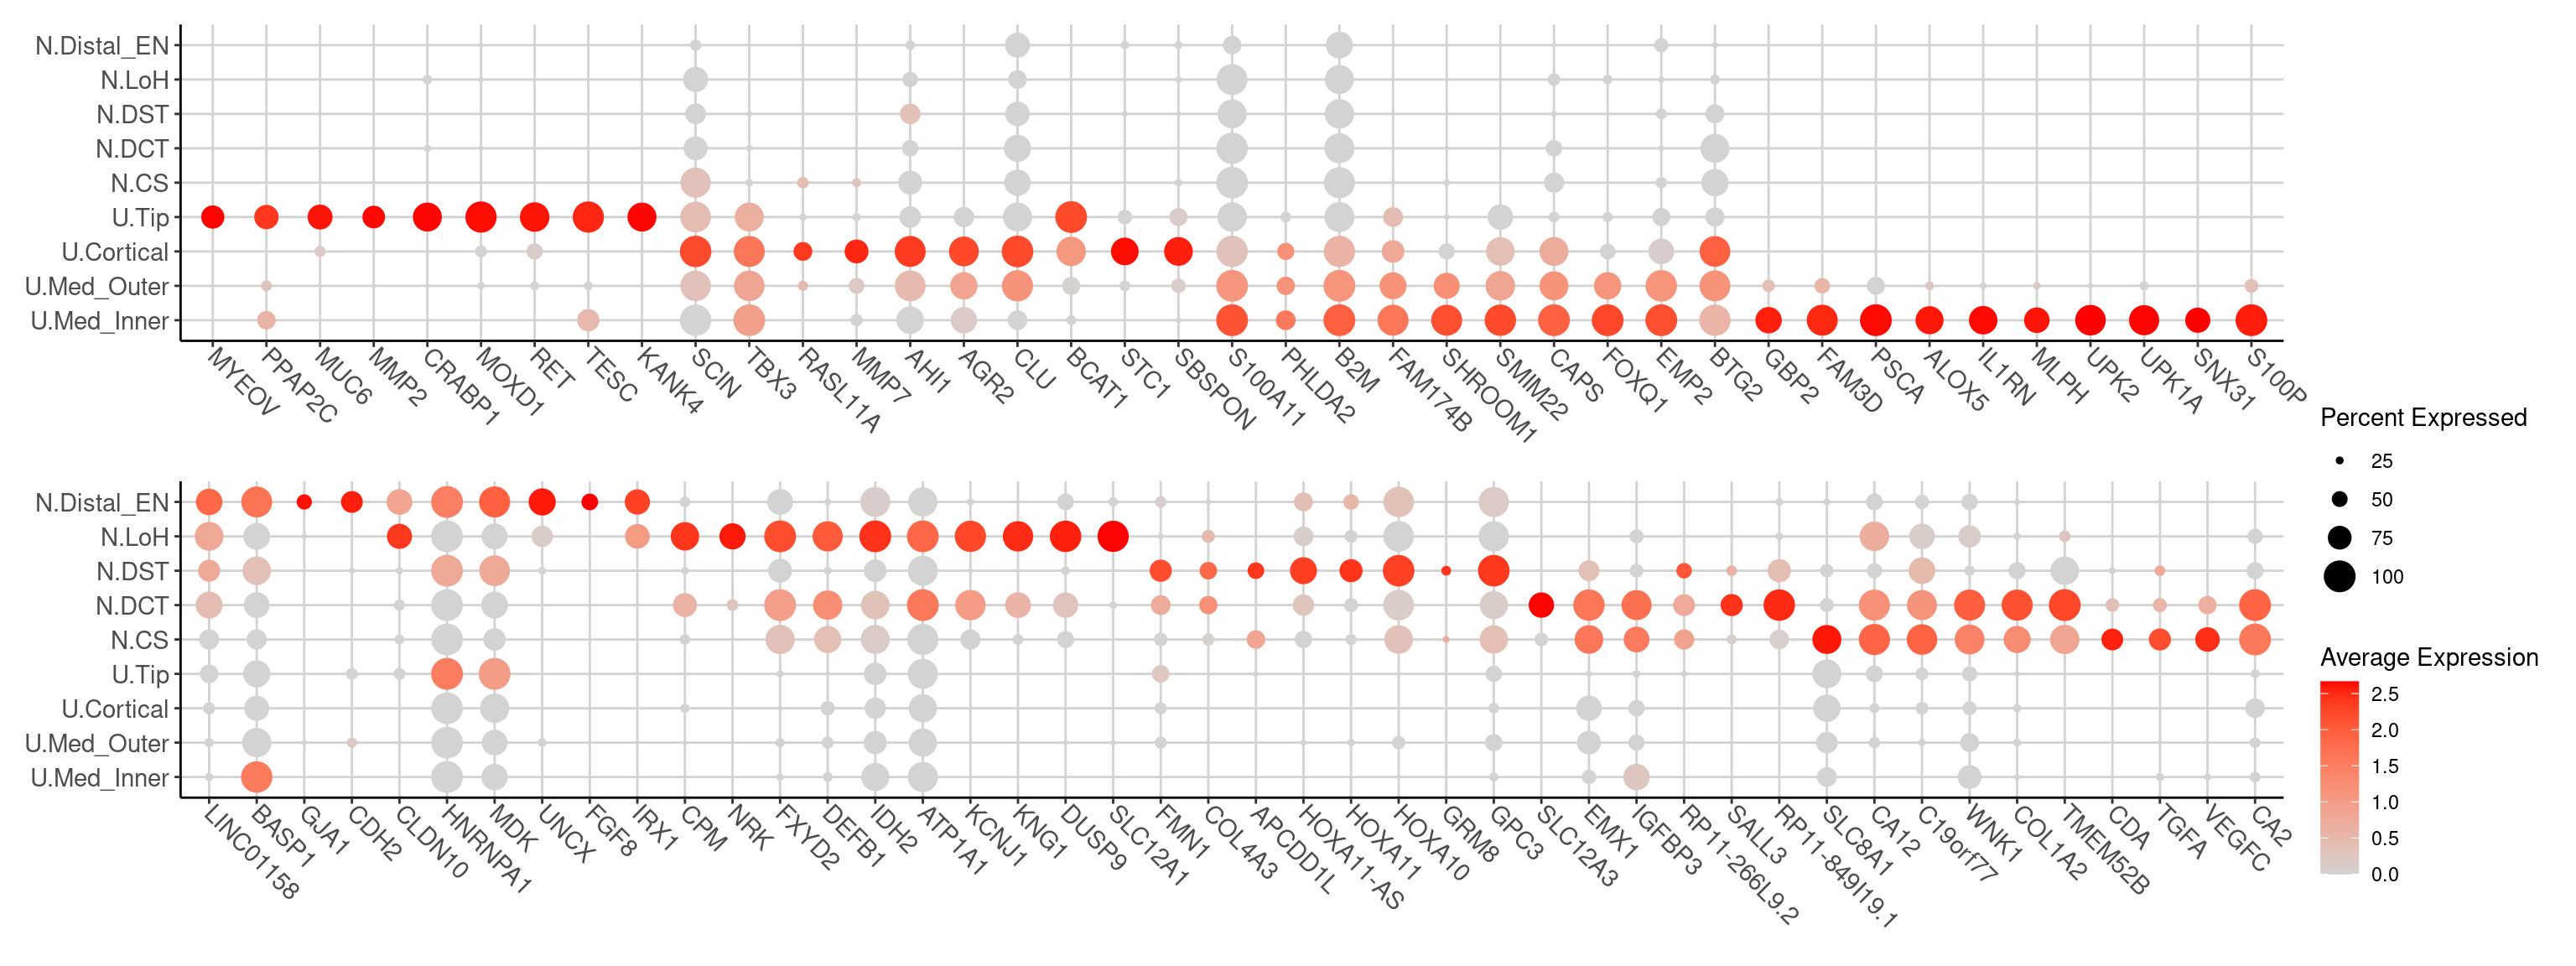 N.Distal_EN
N.LoH
N.DST
N.DCT
N.CS
U.Tip
U.Cortical
U.Med_Outer
U.Med_Inner
MYEOV PPAP2C MUC6 MMP2 CRABP1 MOXD1 RET TESC KANK4 SCIN TBX3 RASL11A MMP7 AHI1 AGR2 CLU BCAT1 STC1 SBSPON S100A11 PHLDA2 B2M FAM174B SHROOM1 SMIM22 CAPS FOXQ1 EMP2 BTG2 GBP2 FAM3D PSCA ALOX5 IL1RN MLPH UPK2 UPK1A SNX31 S100P
N.Distal_EN
N.LoH
N.DST
N.DCT
N.CS
U.Tip
U.Cortical
U.Med_Outer
U.Med_Inner
LINC01158 BASP1 GJA1 CDH2 CLDN10 HNRNPA1 MDK UNCX FGF8 IRX1 CPM NRK FXYD2 DEFB1 IDH2 ATP1A1 KCNJ1 KNG1 DUSP9 SLC12A1 FMN1 COL4A3 APCDD1L HOXA11-AS HOXA11 HOXA10 GRM8 GPC3 SLC12A3 EMX1 IGFBP3 RP11-266L9.2 SALL3 RP11-849I19.1 SLC8A1 CA12 C19orf77 WNK1 COL1A2 TMEM52B CDA TGFA VEGFC CA2
Percent Expressed
25
50
75
100
Average Expression
2.5
2.0
1.5
1.0
0.5
0.0